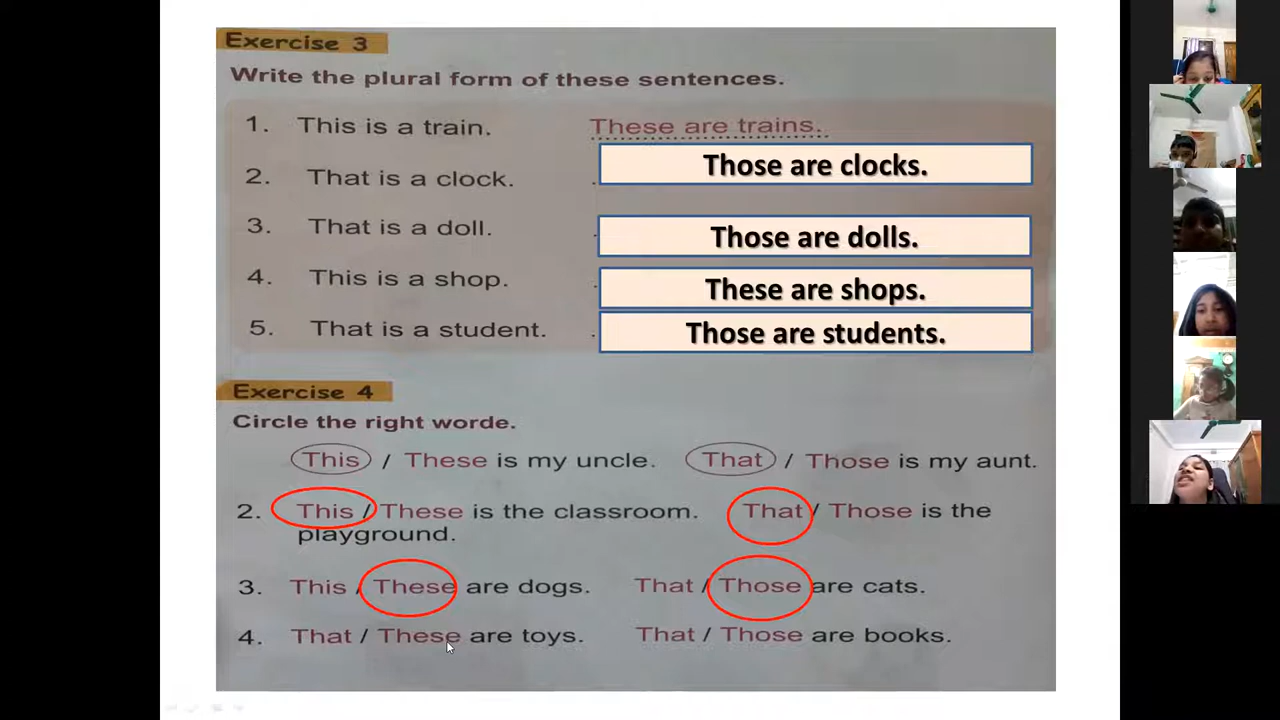 Exercise 3
Write the plural form of these sentences.
1. This is a train. These are trains.
2. That is a clock. Those are clocks.
3. That is a doll. Those are dolls.
4. This is a shop. These are shops.
5. That is a student. Those are students.
Exercise 4
Circle the right worde.
This / These is my uncle. That / Those is my aunt.
2. This / These is the classroom. That / Those is the
playground.
3. This / These are dogs. That / Those are cats.
4. That / These are toys. That / Those are books.